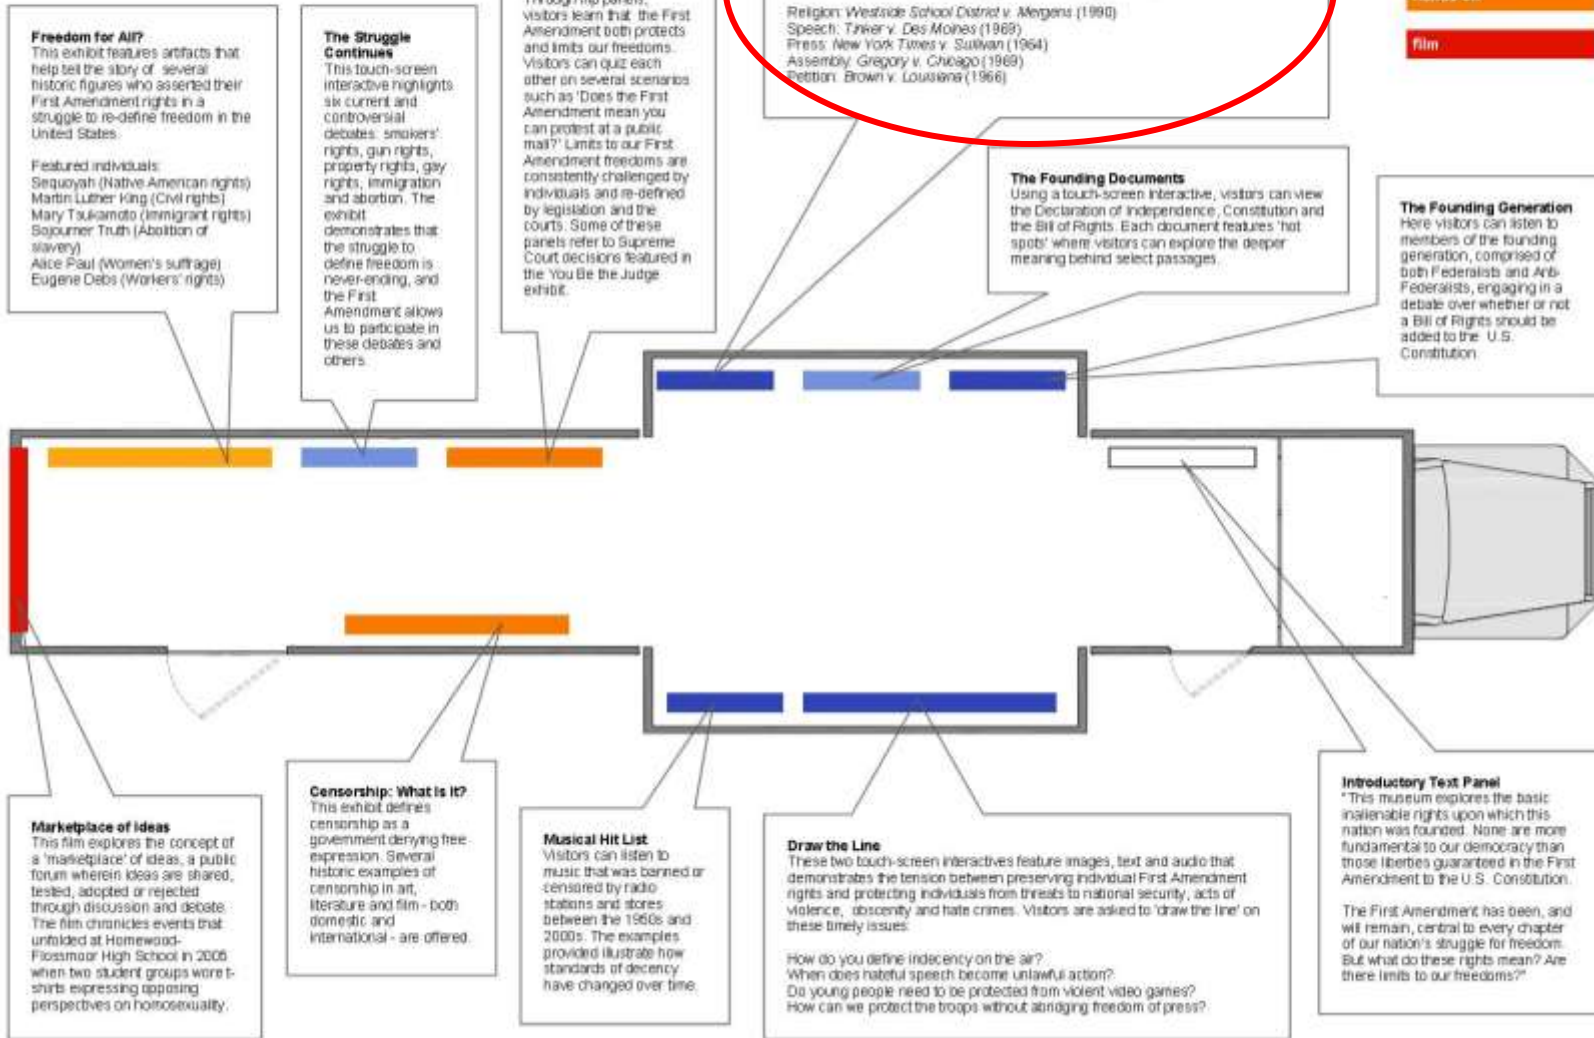 Through flip panels,
visitors learn that the First
Amendment both protects
and limits our freedoms.
Visitors can quiz each
other on several scenarios
such as 'Does the First
Amendment mean you
can protest at a public
mall?' Limits to our First
Amendment freedoms are
consistently challenged by
individuals and re-defined
by legislation and the
courts. Some of these
panels refer to Supreme
Court decisions featured in
the You Be the Judge
exhibit.
Religion: Westside School District v. Mergens (1990)
Speech: Tinker v. Des Moines (1969)
Press: New York Times v. Sullivan (1964)
Assembly: Gregory v. Chicago (1969)
Petition: Brown v. Louisiana (1966)
film
Freedom for All?
This exhibit features artifacts that
help tell the story of several
historic figures who asserted their
First Amendment rights in a
struggle to re-define freedom in the
United States.
Featured individuals:
Sequoyah (Native American rights)
Martin Luther King (Civil rights)
Mary Tsukamoto (Immigrant rights)
Sojourner Truth (Abolition of
slavery)
Alice Paul (Women's suffrage)
Eugene Debs (Workers' rights)
The Struggle
Continues
This touch-screen
interactive highlights
six current and
controversial
debates: smokers'
rights, gun rights,
property rights, gay
rights, immigration
and abortion. The
exhibit
demonstrates that
the struggle to
define freedom is
never-ending, and
the First
Amendment allows
us to participate in
these debates and
others.
The Founding Documents
Using a touch-screen interactive, visitors can view
the Declaration of Independence, Constitution and
the Bill of Rights. Each document features 'hot
spots' where visitors can explore the deeper
meaning behind select passages.
The Founding Generation
Here visitors can listen to
members of the founding
generation, comprised of
both Federalists and Anti-
Federalists, engaging in a
debate over whether or not
a Bill of Rights should be
added to the U.S.
Constitution.
Marketplace of Ideas
This film explores the concept of
a 'marketplace' of ideas, a public
forum wherein ideas are shared,
tested, adopted or rejected
through discussion and debate.
The film chronicles events that
unfolded at Homewood-
Flossmoor High School in 2005
when two student groups wore t-
shirts expressing opposing
perspectives on homosexuality.
Censorship: What Is It?
This exhibit defines
censorship as a
government denying free
expression. Several
historic examples of
censorship in art,
literature and film - both
domestic and
international - are offered.
Musical Hit List
Visitors can listen to
music that was banned or
censored by radio
stations and stores
between the 1950s and
2000s. The examples
provided illustrate how
standards of decency
have changed over time.
Draw the Line
These two touch-screen interactives feature images, text and audio that
demonstrates the tension between preserving individual First Amendment
rights and protecting individuals from threats to national security, acts of
violence, obscenity and hate crimes. Visitors are asked to 'draw the line' on
these timely issues:
How do you define indecency on the air?
When does hateful speech become unlawful action?
Do young people need to be protected from violent video games?
How can we protect the troops without abridging freedom of press?
Introductory Text Panel
"This museum explores the basic
inalienable rights upon which this
nation was founded. None are more
fundamental to our democracy than
those liberties guaranteed in the First
Amendment to the U.S. Constitution.
The First Amendment has been, and
will remain, central to every chapter
of our nation's struggle for freedom.
But what do these rights mean? Are
there limits to our freedoms?"